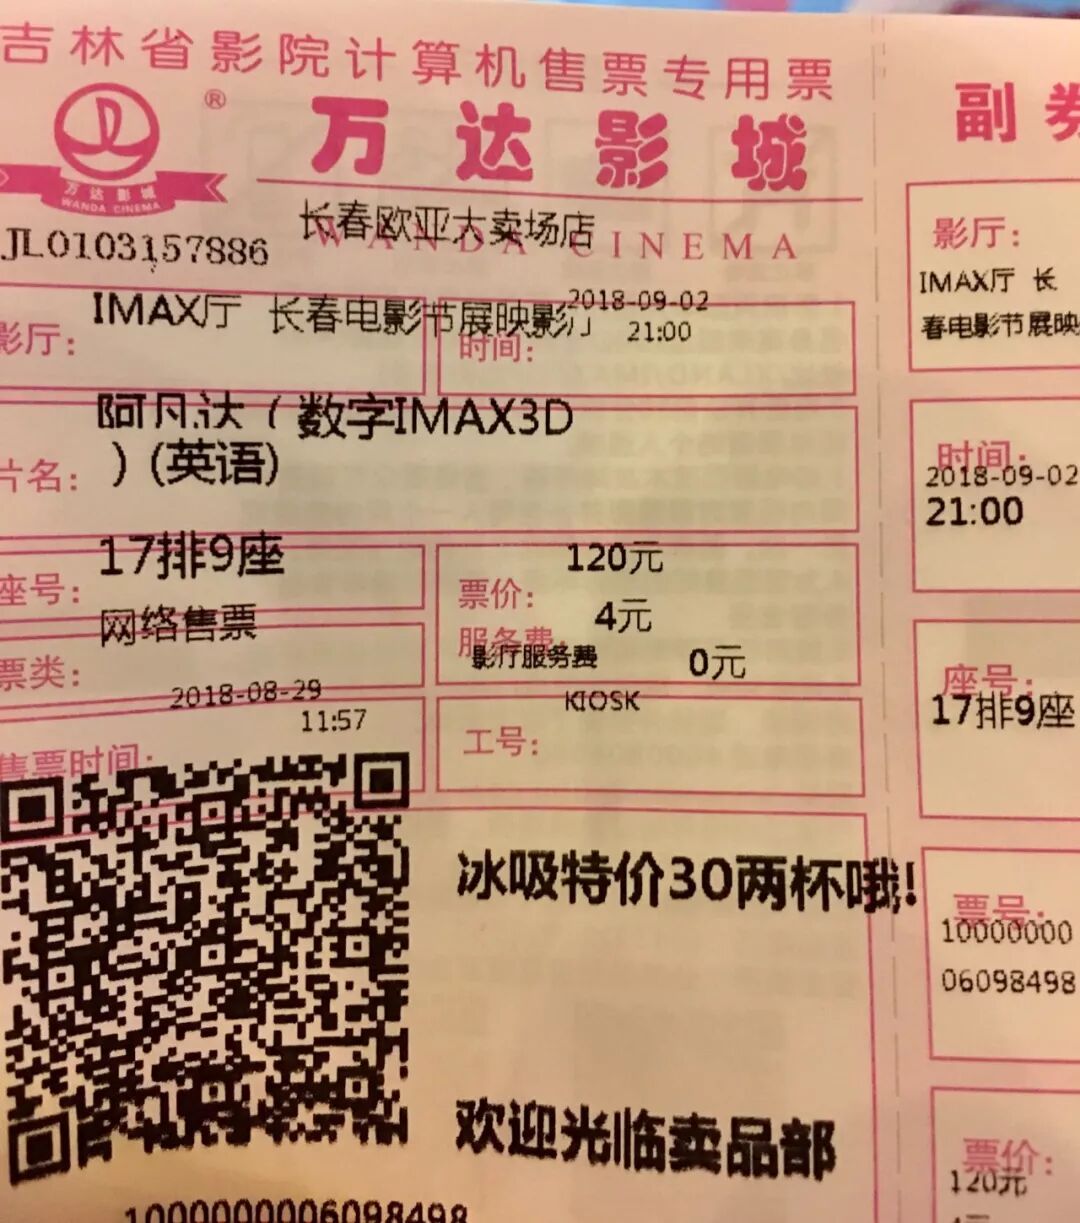 吉林省影院计算机售票专用票
®
万达影城
万达影城
WANDA CINEMA
WANDA CINEMA
长春欧亚大卖场店
JL0103157886
影厅:
IMAX厅 长春电影节展映影厅
时间:
2018-09-02
21:00
片名:
阿凡达(数字IMAX3D
)(英语)
座号:
17排9座
票价:
120元
服务费:
4元
影厅服务费 0元
票类:
网络售票
售票时间:
2018-08-29
11:57
工号:
KIOSK
冰吸特价30两杯哦!
欢迎光临卖品部
1000000006098498
副券
影厅:
IMAX厅 长
春电影节展映
时间:
2018-09-02
21:00
座号:
17排9座
票号:
10000000
06098498
票价:
120元